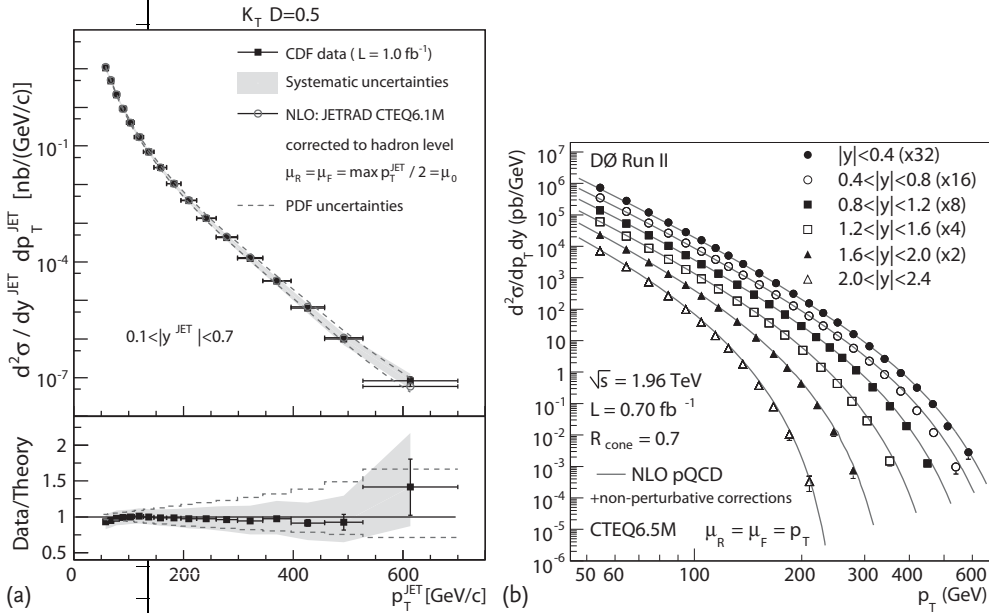 K_T D=0.5
CDF data ( L = 1.0 fb⁻¹)
Systematic uncertainties
NLO: JETRAD CTEQ6.1M
corrected to hadron level
μ_R = μ_F = max p_T^JET / 2 = μ_0
PDF uncertainties
0.1<|y^JET|<0.7
d²σ / dy^JET dp_T^JET [nb/(GeV/c)]
10⁻¹
10⁻⁴
10⁻⁷
Data/Theory
2
1.5
1
0.5
0 200 400 600
p_T^JET [GeV/c]
(a)
DØ Run II
|y|<0.4 (x32)
0.4<|y|<0.8 (x16)
0.8<|y|<1.2 (x8)
1.2<|y|<1.6 (x4)
1.6<|y|<2.0 (x2)
2.0<|y|<2.4
d²σ/dp_T dy (pb/GeV)
10⁷
10⁶
10⁵
10⁴
10³
10²
10
1
10⁻¹
10⁻²
10⁻³
10⁻⁴
10⁻⁵
10⁻⁶
√s = 1.96 TeV
L = 0.70 fb⁻¹
R_cone = 0.7
NLO pQCD
+non-perturbative corrections
CTEQ6.5M μ_R = μ_F = p_T
50 60 100 200 300 400 600
p_T (GeV)
(b)